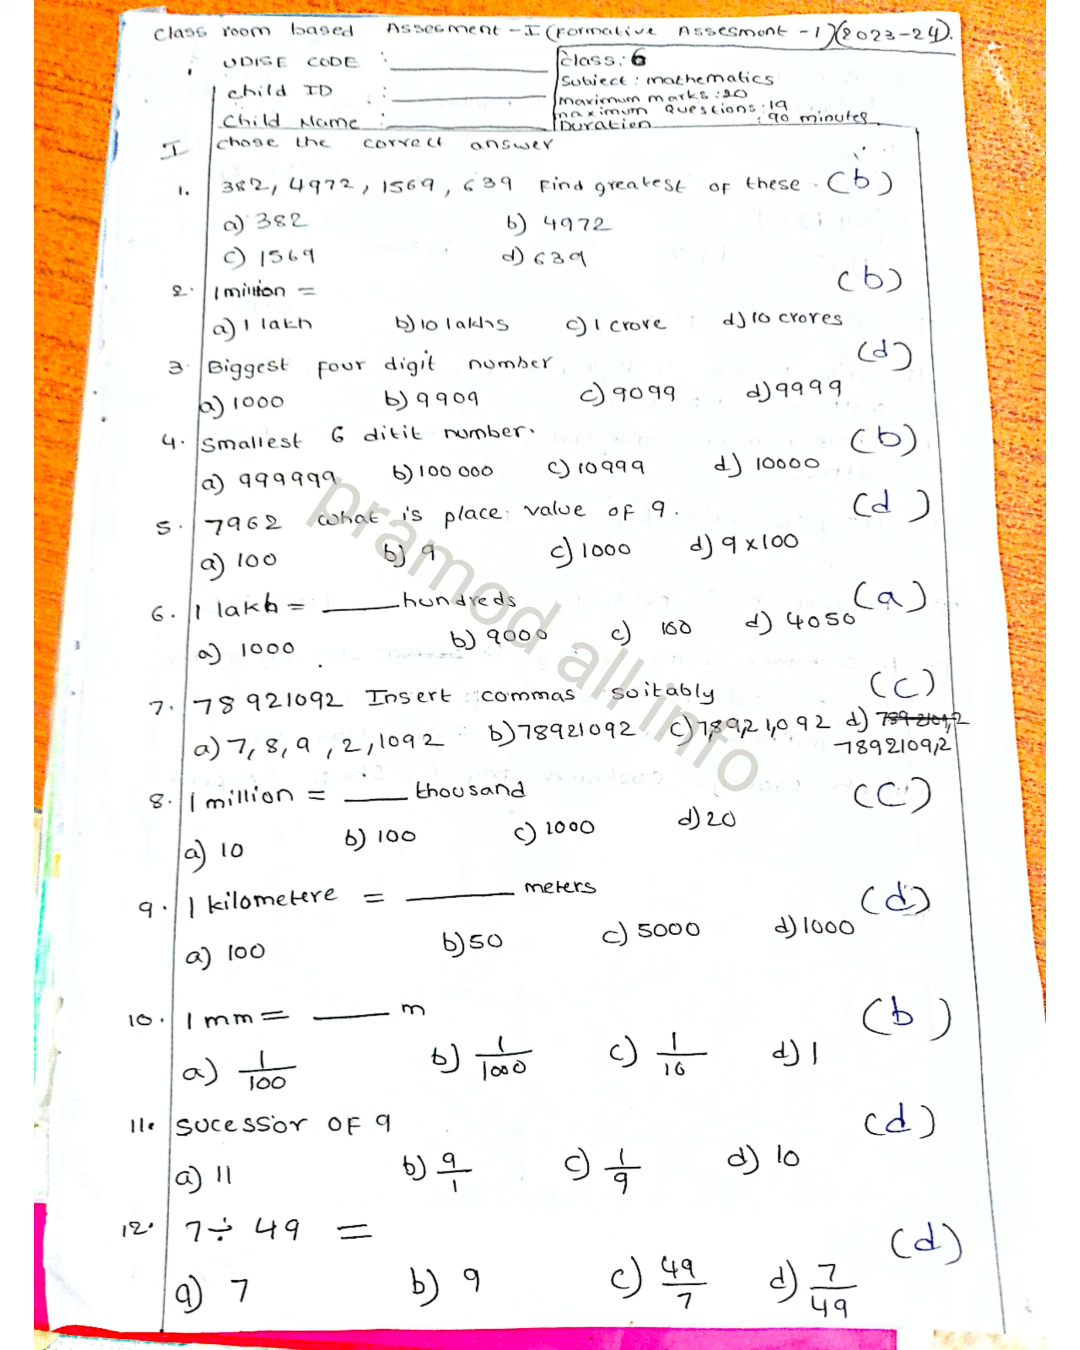 Class room based Assesment - I (Formative Assesment - 1)(2023-24).
UDISE CODE : ________
child ID : ________
Child Name : ________
Class : 6
Subject : mathematics
Maximum marks : 20
maximum Questions : 19
Duration : 90 minutes
I chose the correct answer
1. 382, 4972, 1569, 639 Find greatest of these. (b)
a) 382 b) 4972
c) 1569 d) 639
2. 1 million = (b)
a) 1 lakh b) 10 lakhs c) 1 crore d) 10 crores
3. Biggest four digit number (d)
a) 1000 b) 9909 c) 9099 d) 9999
4. Smallest 6 ditit number. (b)
a) 999999 b) 100 000 c) 10999 d) 10000
5. 7962 what is place value of 9. (d)
a) 100 b) 9 c) 1000 d) 9 x 100
6. 1 lakh = ____ hundreds (a)
a) 1000 b) 9000 c) 100 d) 4050
7. 78 921092 Insert commas soitably (c)
a) 7, 8, 9, 2, 1092 b) 78921092 c) 7,89,21,092 d)
7892109,2
8. 1 million = ____ thousand (c)
a) 10 b) 100 c) 1000 d) 20
9. 1 kilometere = ____ meters (d)
a) 100 b) 50 c) 5000 d) 1000
10. 1 mm = ____ m (b)
a) 1/100 b) 1/1000 c) 1/10 d) 1
11. sucessor of 9 (d)
a) 11 b) 9/1 c) 1/9 d) 10
12. 7 ÷ 49 = (d)
a) 7 b) 9 c) 49/7 d) 7/49
pramod all info